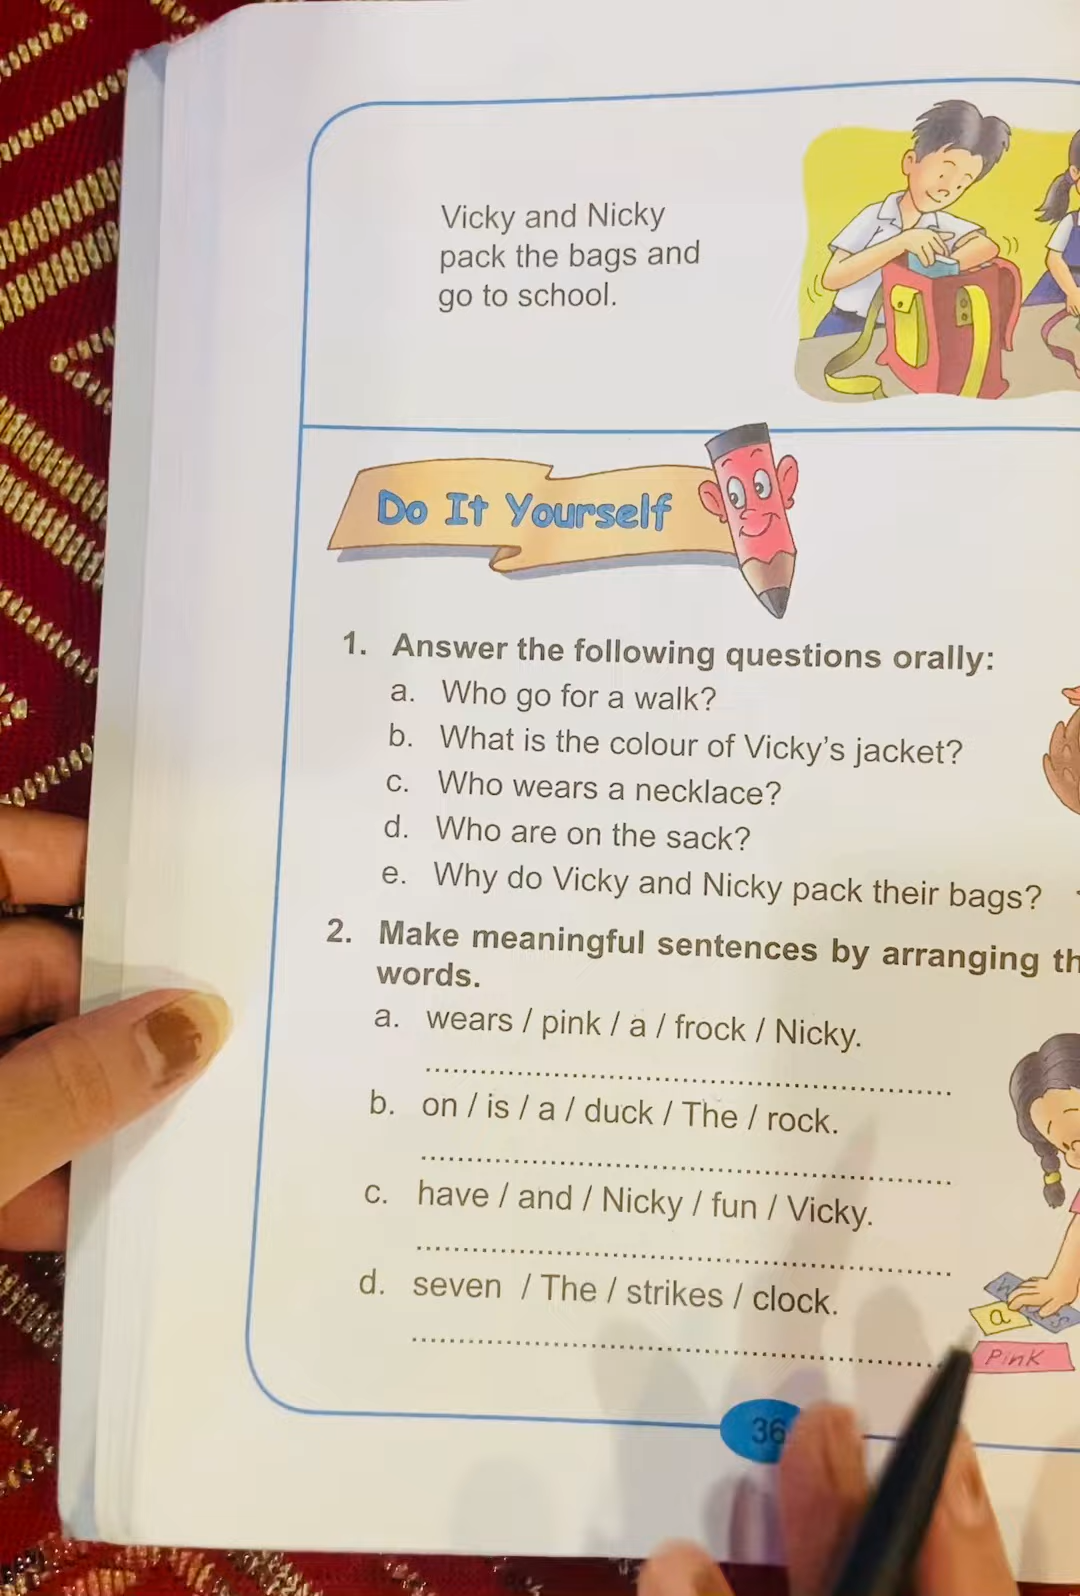 Vicky and Nicky
pack the bags and
go to school.
Do It Yourself
1. Answer the following questions orally:
a. Who go for a walk?
b. What is the colour of Vicky's jacket?
c. Who wears a necklace?
d. Who are on the sack?
e. Why do Vicky and Nicky pack their bags?
2. Make meaningful sentences by arranging th
words.
a. wears / pink / a / frock / Nicky.
b. on / is / a / duck / The / rock.
c. have / and / Nicky / fun / Vicky.
d. seven / The / strikes / clock.
a
Pink
36